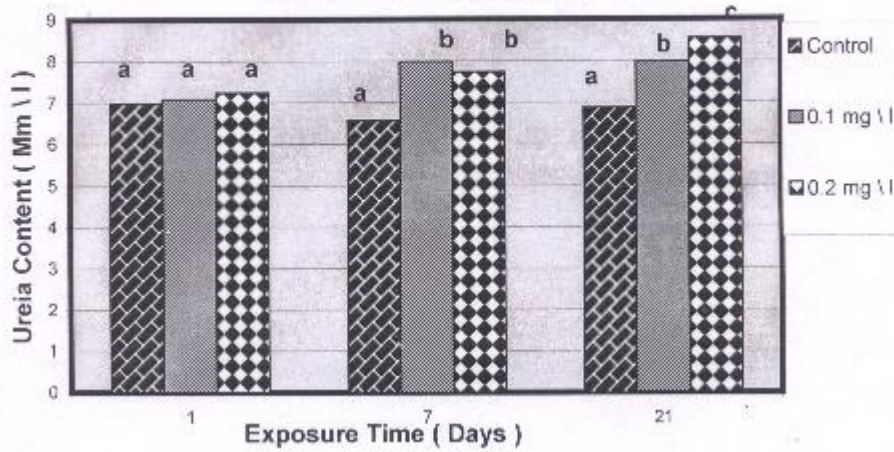 9
8
7
6
5
4
3
2
1
0
Ureia Content ( Mm \ l )
a a a
a b b
a b c
1 7 21
Exposure Time ( Days )
Control
0.1 mg \ l
0.2 mg \ l